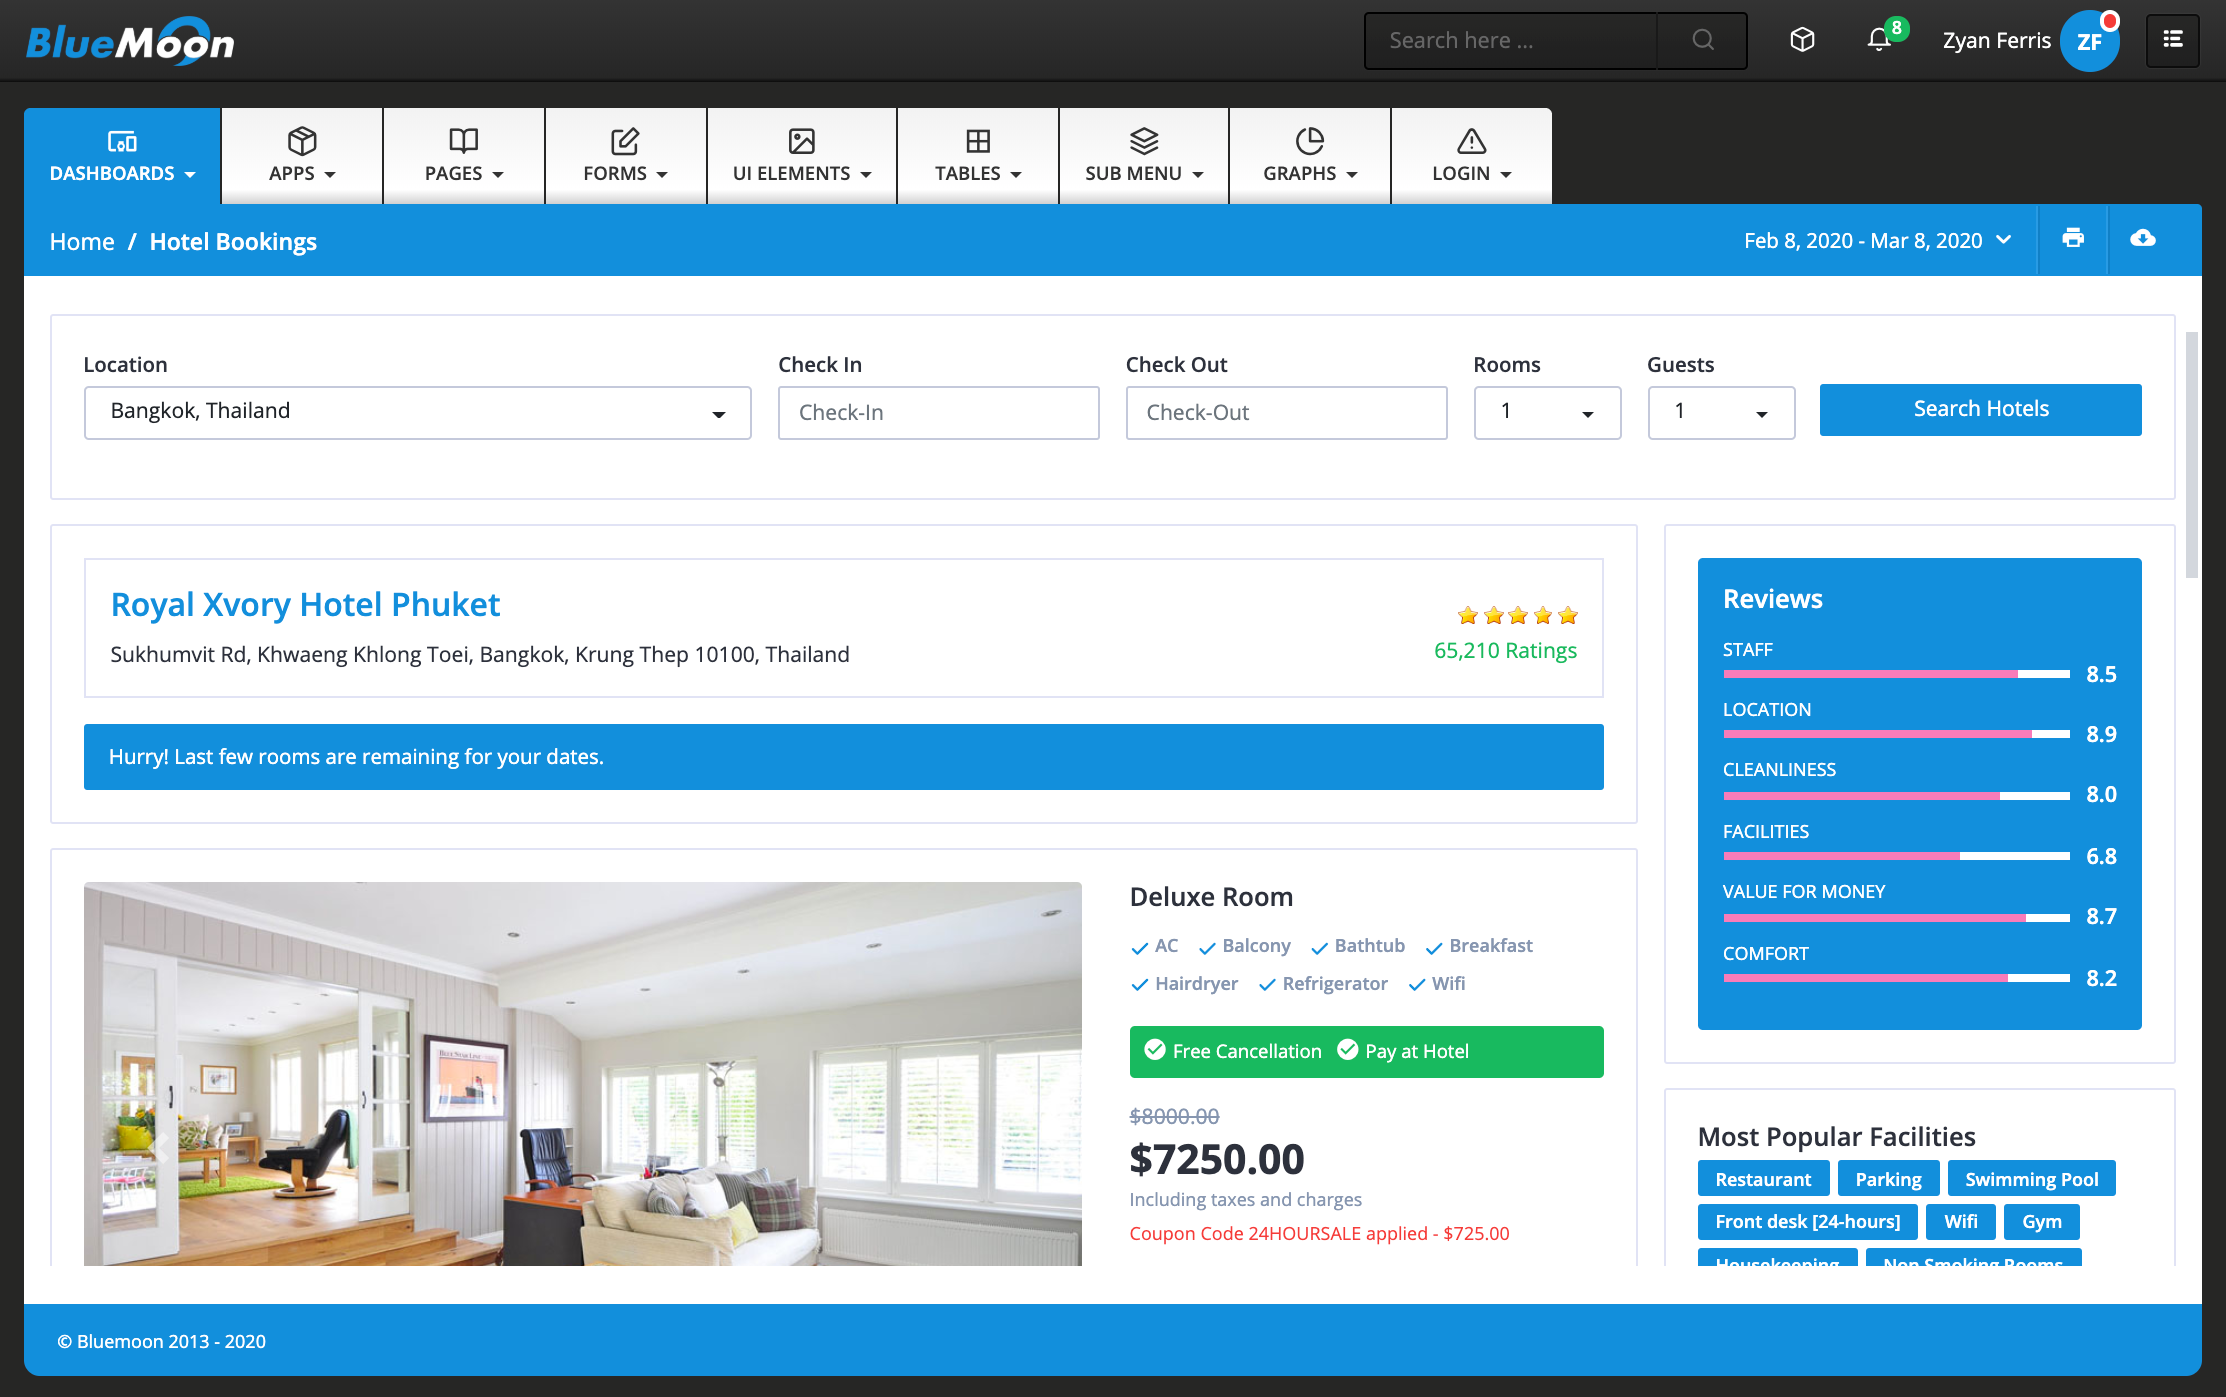 BlueMoon
Search here ...
8
Zyan Ferris
ZF
DASHBOARDS
APPS
PAGES
FORMS
UI ELEMENTS
TABLES
SUB MENU
GRAPHS
LOGIN
Home / Hotel Bookings
Feb 8, 2020 - Mar 8, 2020
Location
Check In
Check Out
Rooms
Guests
Bangkok, Thailand
Check-In
Check-Out
1
1
Search Hotels
Royal Xvory Hotel Phuket
Sukhumvit Rd, Khwaeng Khlong Toei, Bangkok, Krung Thep 10100, Thailand
65,210 Ratings
Hurry! Last few rooms are remaining for your dates.
Reviews
STAFF
8.5
LOCATION
8.9
CLEANLINESS
8.0
FACILITIES
6.8
VALUE FOR MONEY
8.7
COMFORT
8.2
BLUE STAR LINE
Deluxe Room
AC Balcony Bathtub Breakfast
Hairdryer Refrigerator Wifi
Free Cancellation Pay at Hotel
$8000.00
$7250.00
Including taxes and charges
Coupon Code 24HOURSALE applied - $725.00
Most Popular Facilities
Restaurant Parking Swimming Pool
Front desk [24-hours] Wifi Gym
Housekeeping Non Smoking Rooms
© Bluemoon 2013 - 2020